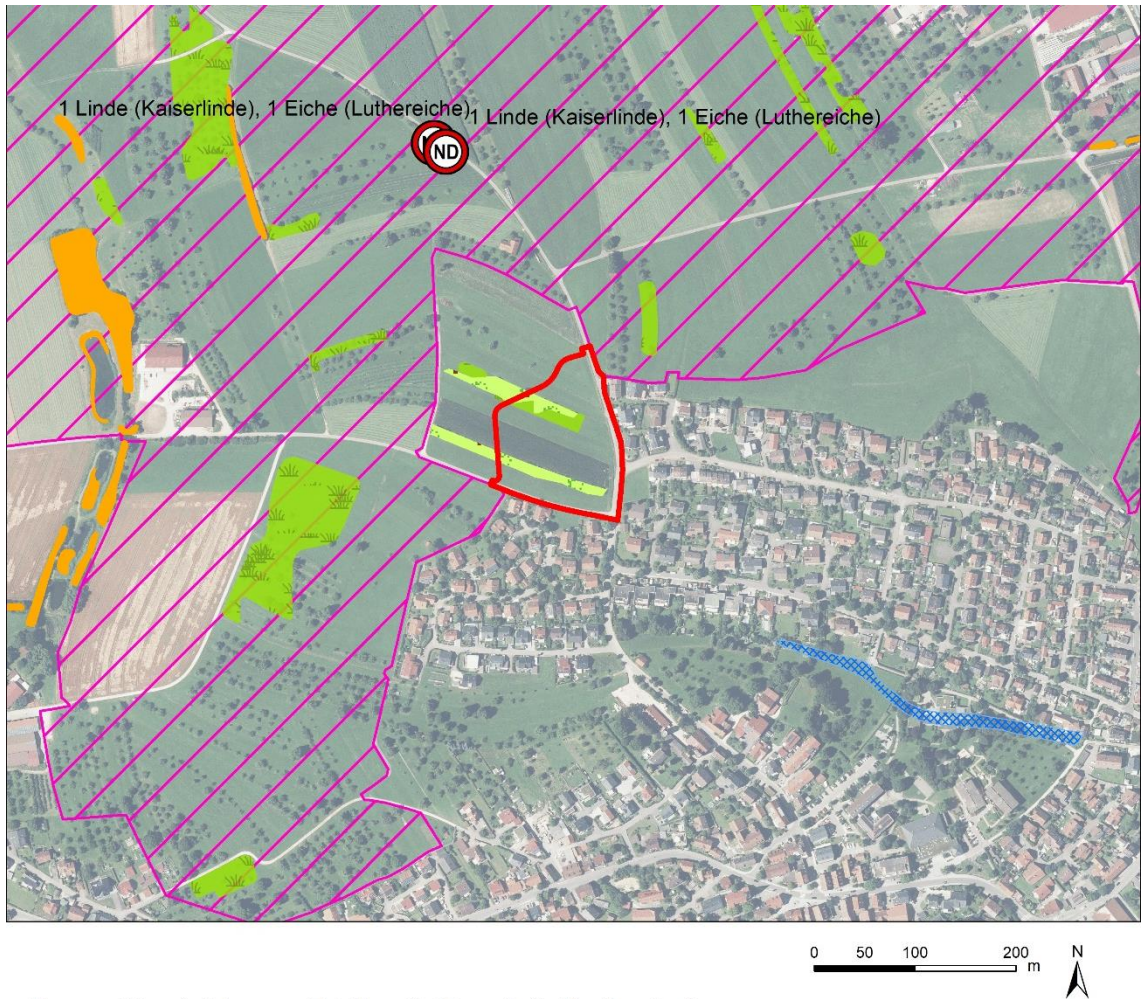 1 Linde (Kaiserlinde), 1 Eiche (Luthereiche)
1 Linde (Kaiserlinde), 1 Eiche (Luthereiche)
ND
0 50 100 200
m
N